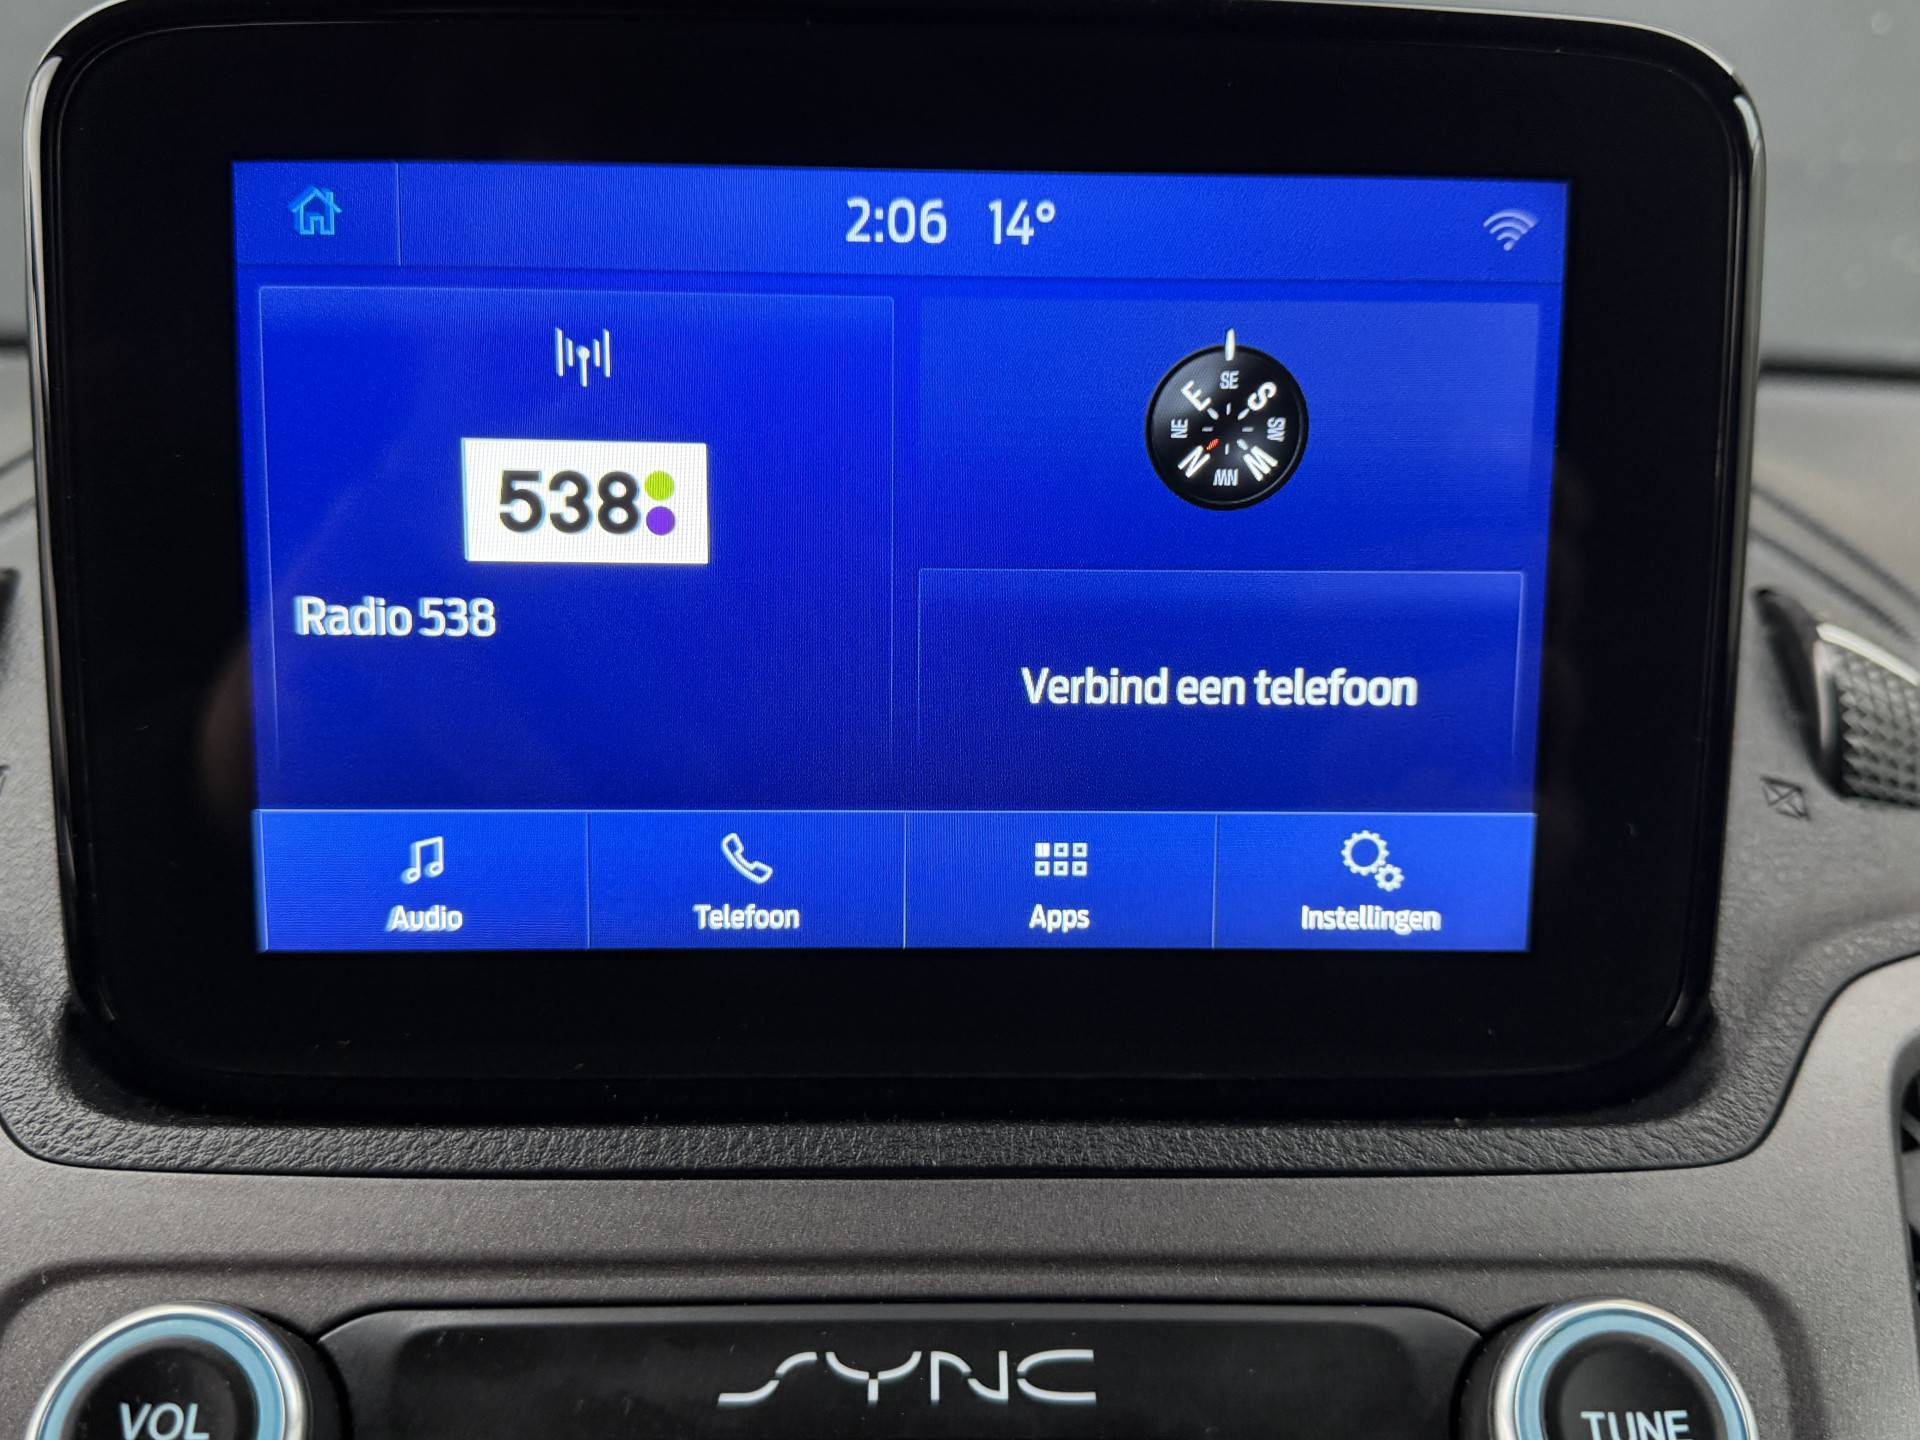 2:06 14°
538
Radio 538
SE
E S
NE SW
N W
NW
Verbind een telefoon
Audio Telefoon Apps Instellingen
SYNC
VOL TUNE